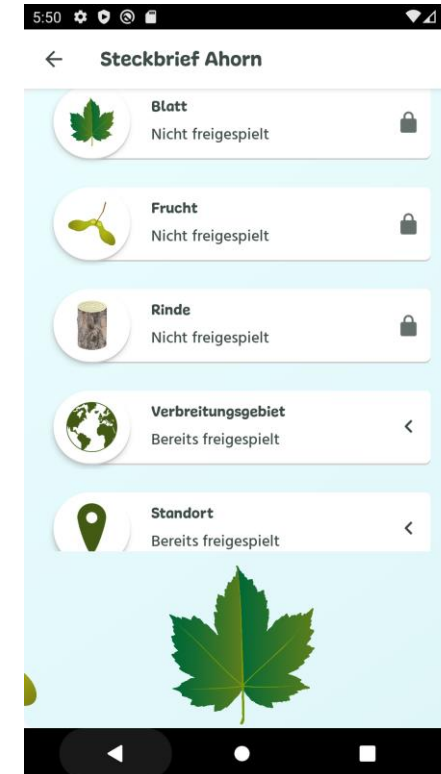 5:50
Steckbrief Ahorn
Blatt
Nicht freigespielt
Frucht
Nicht freigespielt
Rinde
Nicht freigespielt
Verbreitungsgebiet
Bereits freigespielt
Standort
Bereits freigespielt